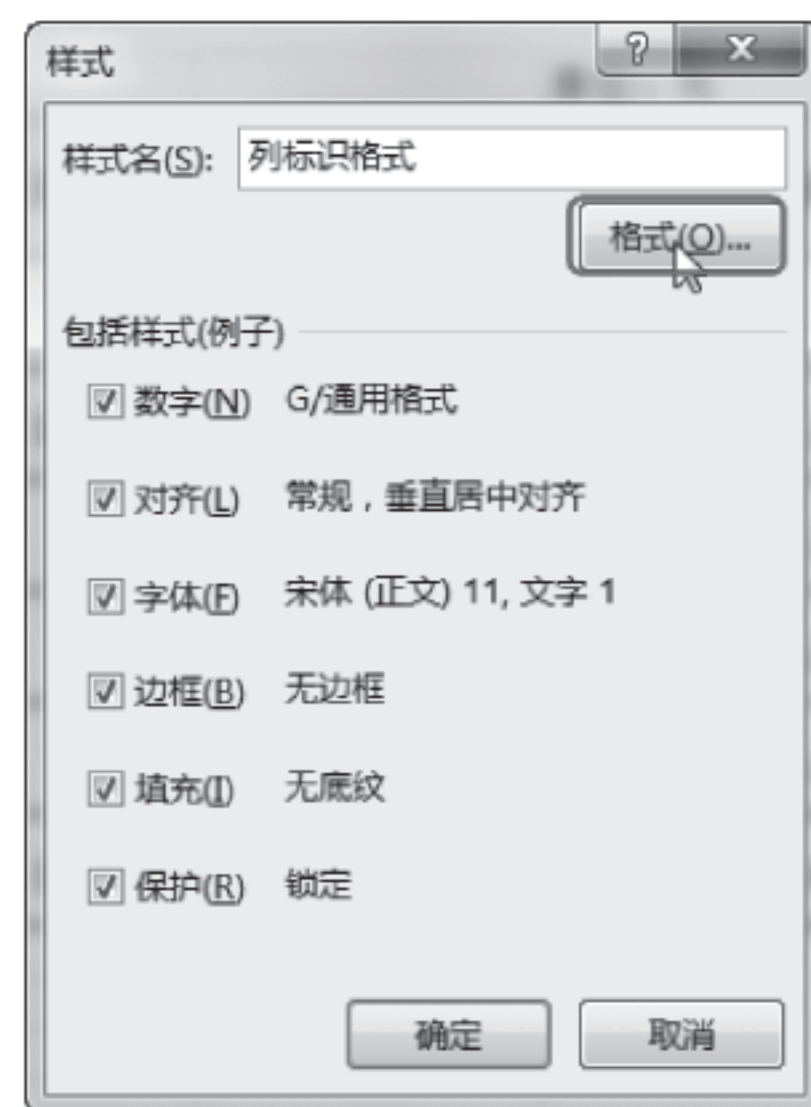 样式
样式名(S): 列标识格式
格式(O)...
包括样式(例子)
数字(N) G/通用格式
对齐(L) 常规，垂直居中对齐
字体(F) 宋体 (正文) 11, 文字 1
边框(B) 无边框
填充(I) 无底纹
保护(R) 锁定
确定 取消